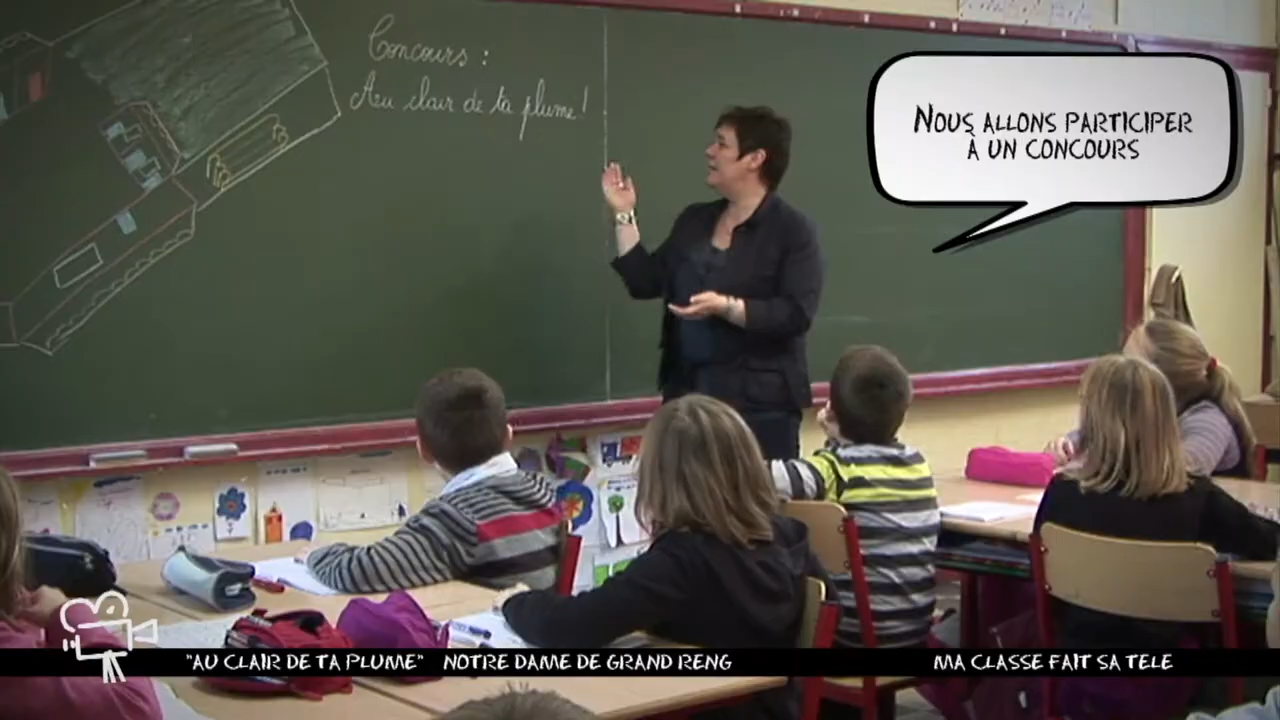 Concours :
Au clair de ta plume !
NOUS ALLONS PARTICIPER
À UN CONCOURS
"AU CLAIR DE TA PLUME" NOTRE DAME DE GRAND RENG
MA CLASSE FAIT SA TELE